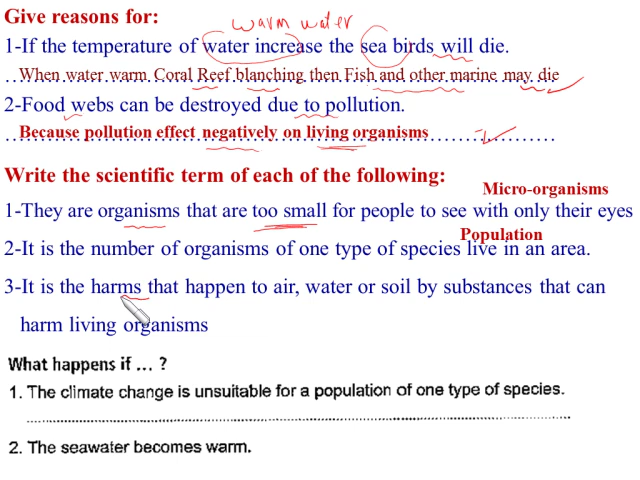 Give reasons for:
warm water
1-If the temperature of water increase the sea birds will die.
When water warm Coral Reef blanching then Fish and other marine may die
2-Food webs can be destroyed due to pollution.
Because pollution effect negatively on living organisms
Write the scientific term of each of the following:
Micro-organisms
1-They are organisms that are too small for people to see with only their eyes
Population
2-It is the number of organisms of one type of species live in an area.
3-It is the harms that happen to air, water or soil by substances that can
harm living organisms
What happens if ... ?
1. The climate change is unsuitable for a population of one type of species.
2. The seawater becomes warm.